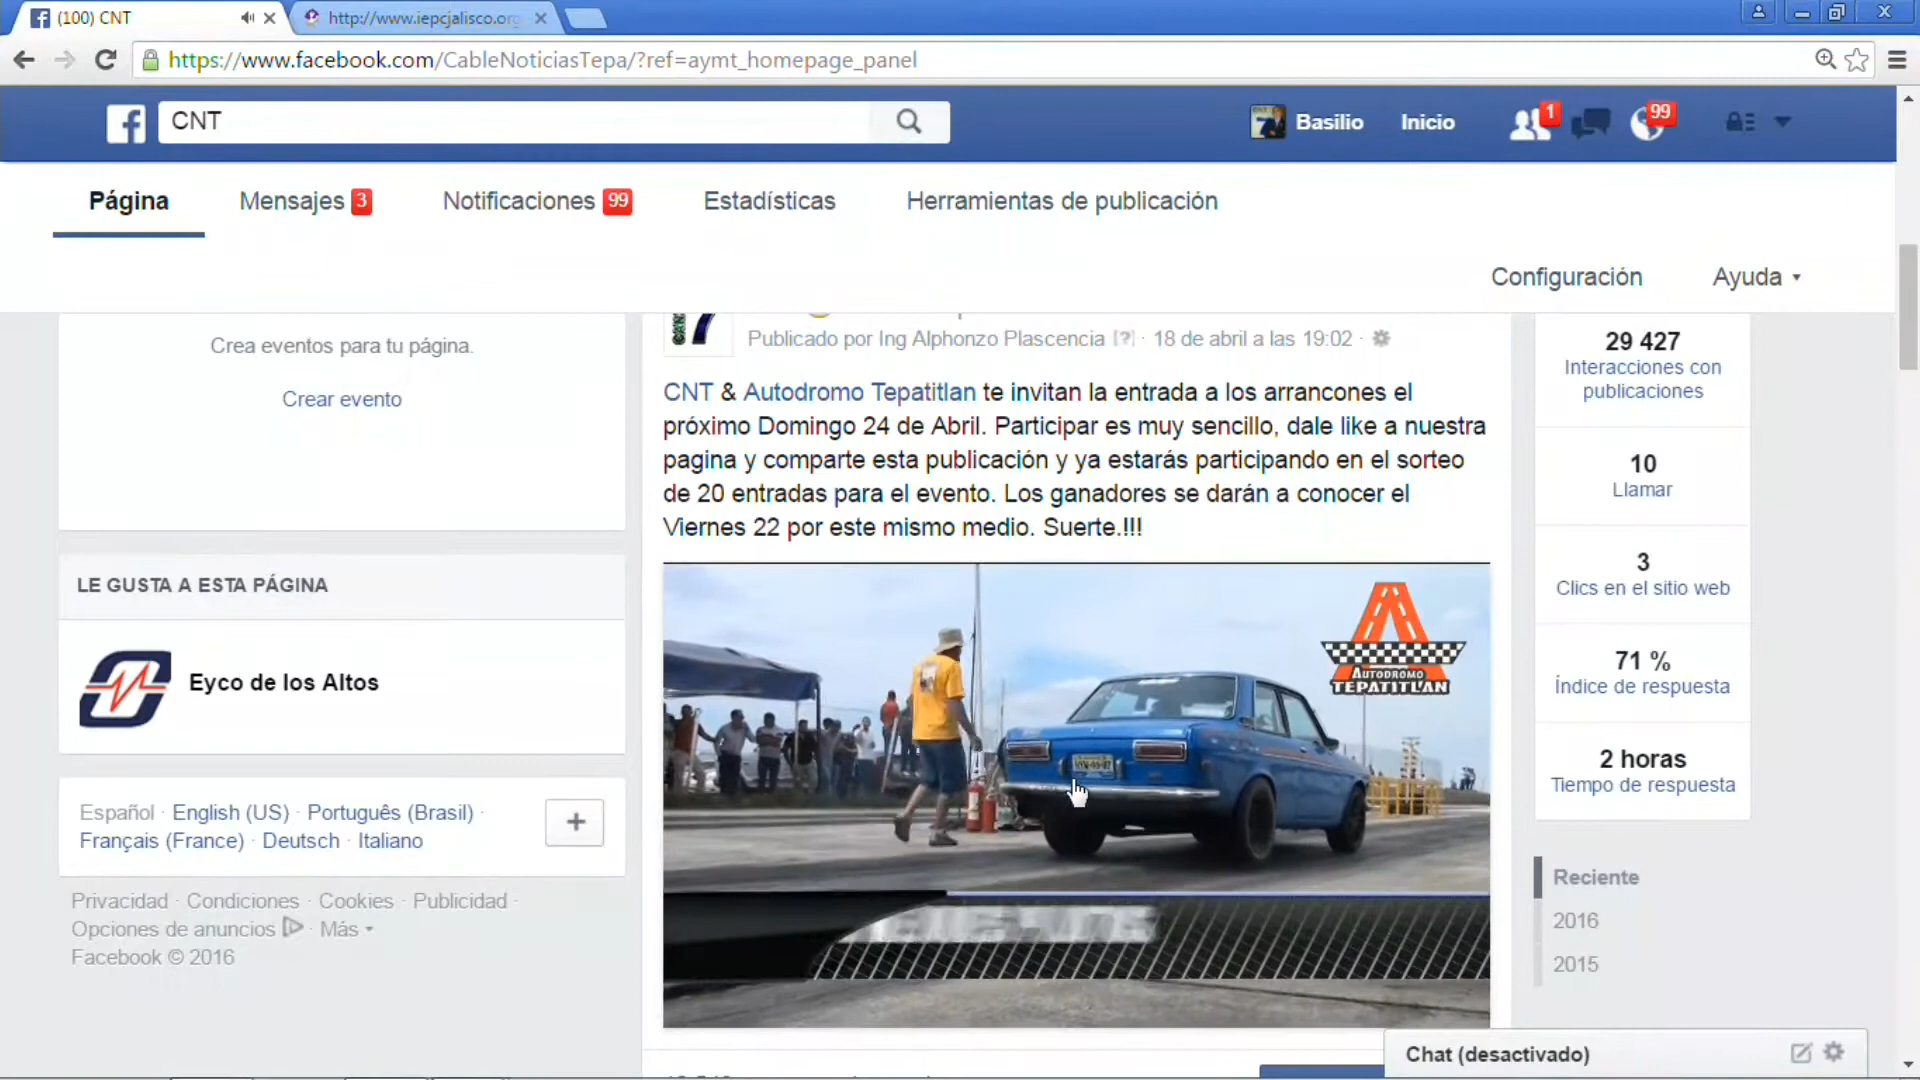 (100) CNT
http://www.iepcjalisco.org
https://www.facebook.com/CableNoticiasTepa/?ref=aymt_homepage_panel
CNT
Basilio
Inicio
1
99
Página
Mensajes 3
Notificaciones 99
Estadísticas
Herramientas de publicación
Configuración
Ayuda
Crea eventos para tu página.
Crear evento
LE GUSTA A ESTA PÁGINA
Eyco de los Altos
Español · English (US) · Português (Brasil) ·
Français (France) · Deutsch · Italiano
+
Privacidad · Condiciones · Cookies · Publicidad ·
Opciones de anuncios · Más
Facebook © 2016
7
Publicado por Ing Alphonzo Plascencia [?] · 18 de abril a las 19:02 ·
CNT & Autodromo Tepatitlan te invitan la entrada a los arrancones el
próximo Domingo 24 de Abril. Participar es muy sencillo, dale like a nuestra
pagina y comparte esta publicación y ya estarás participando en el sorteo
de 20 entradas para el evento. Los ganadores se darán a conocer el
Viernes 22 por este mismo medio. Suerte.!!!
AUTODROMO
TEPATITLAN
29 427
Interacciones con
publicaciones
10
Llamar
3
Clics en el sitio web
71 %
Índice de respuesta
2 horas
Tiempo de respuesta
Reciente
2016
2015
Chat (desactivado)